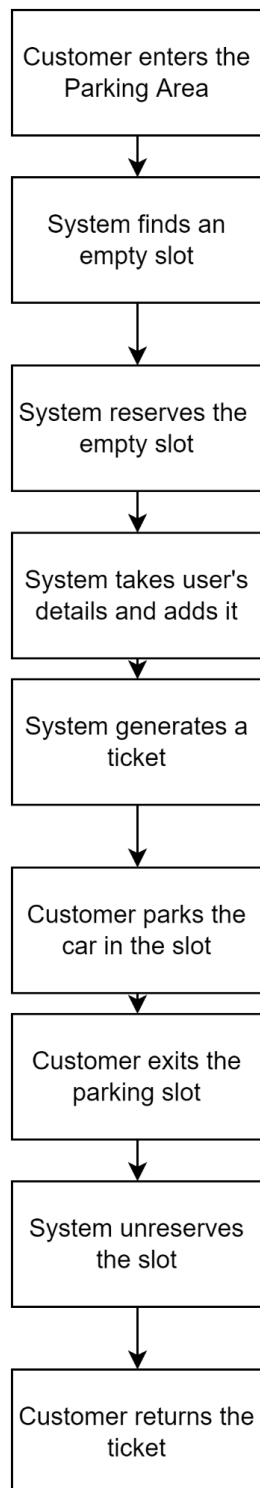 Customer enters the
Parking Area
System finds an
empty slot
System reserves the
empty slot
System takes user's
details and adds it
System generates a
ticket
Customer parks the
car in the slot
Customer exits the
parking slot
System unreserves
the slot
Customer returns the
ticket